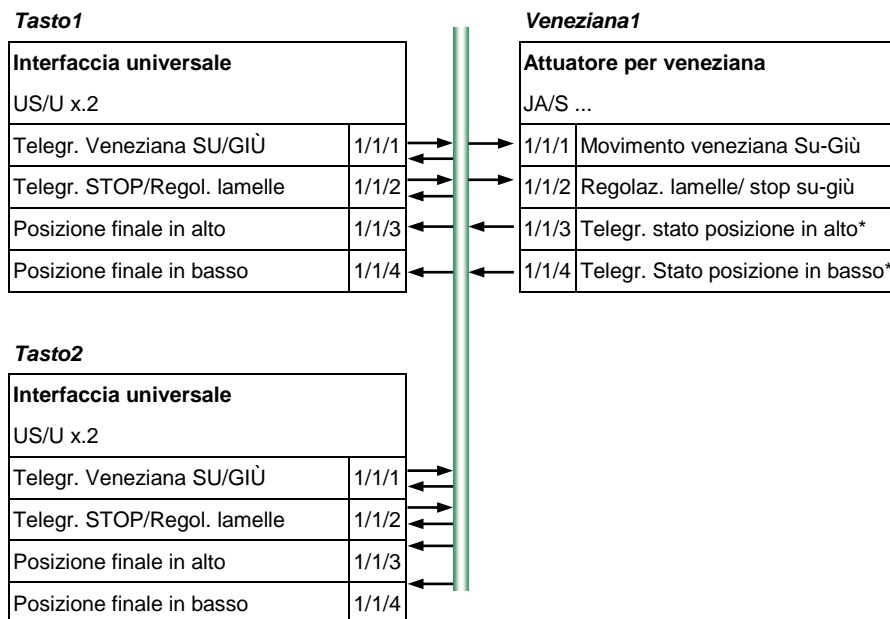 Tasto1
Interfaccia universale
US/U x.2
Telegr. Veneziana SU/GIÙ 1/1/1
Telegr. STOP/Regol. lamelle 1/1/2
Posizione finale in alto 1/1/3
Posizione finale in basso 1/1/4
Veneziana1
Attuatore per veneziana
JA/S ...
1/1/1 Movimento veneziana Su-Giù
1/1/2 Regolaz. lamelle/ stop su-giù
1/1/3 Telegr. stato posizione in alto*
1/1/4 Telegr. Stato posizione in basso*
Tasto2
Interfaccia universale
US/U x.2
Telegr. Veneziana SU/GIÙ 1/1/1
Telegr. STOP/Regol. lamelle 1/1/2
Posizione finale in alto 1/1/3
Posizione finale in basso 1/1/4